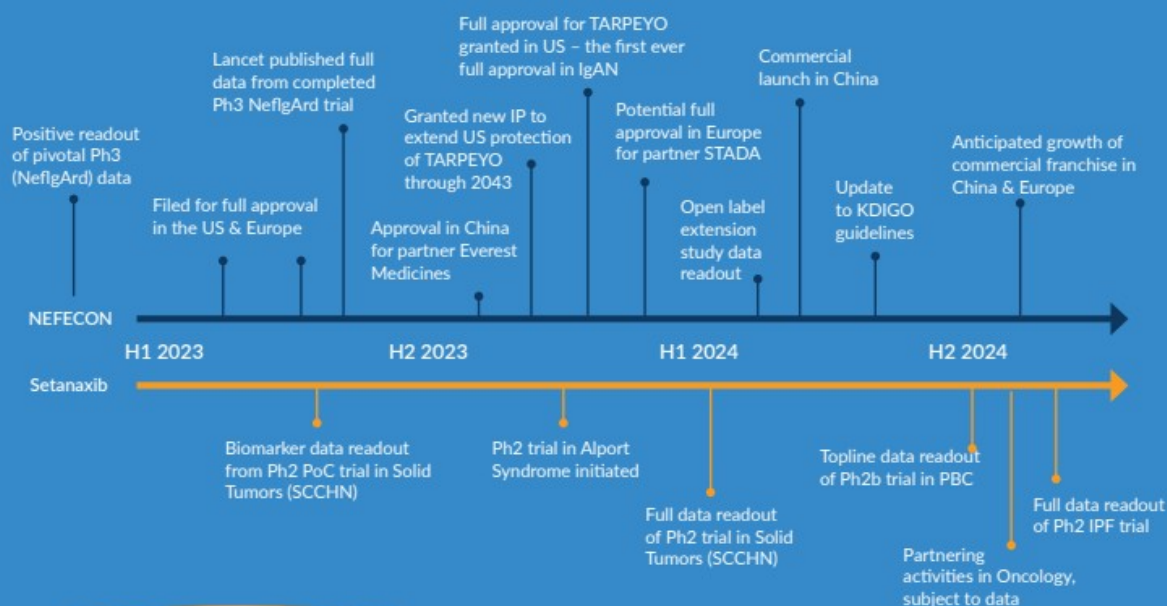 Full approval for TARPEYO
granted in US – the first ever
full approval in IgAN
Lancet published full
data from completed
Ph3 NefIgArd trial
Commercial
launch in China
Positive readout
of pivotal Ph3
(NefIgArd) data
Granted new IP to
extend US protection
of TARPEYO
through 2043
Potential full
approval in Europe
for partner STADA
Anticipated growth of
commercial franchise in
China & Europe
Filed for full approval
in the US & Europe
Approval in China
for partner Everest
Medicines
Open label
extension
study data
readout
Update
to KDIGO
guidelines
NEFECON
H1 2023
H2 2023
H1 2024
H2 2024
Setanaxib
Biomarker data readout
from Ph2 PoC trial in Solid
Tumors (SCCHN)
Ph2 trial in Alport
Syndrome initiated
Full data readout
of Ph2 trial in Solid
Tumors (SCCHN)
Topline data readout
of Ph2b trial in PBC
Partnering
activities in Oncology,
subject to data
Full data readout
of Ph2 IPF trial